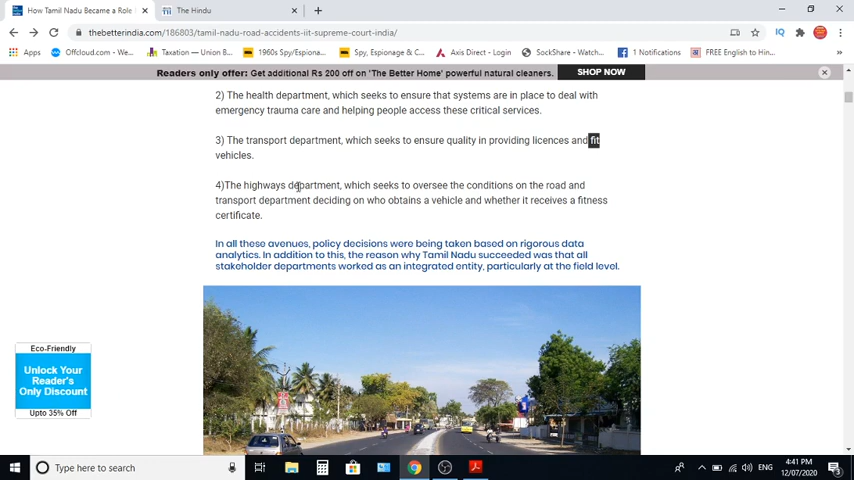 How Tamil Nadu Became a Role
The Hindu
thebetterindia.com/186803/tamil-nadu-road-accidents-iit-supreme-court-india/
Apps
Offcloud.com - We...
Taxation — Union B...
1960s Spy/Espiona...
Spy, Espionage & C...
Axis Direct - Login
SockShare - Watch...
1 Notifications
FREE English to Hin...
Readers only offer: Get additional Rs 200 off on 'The Better Home' powerful natural cleaners.
SHOP NOW
2) The health department, which seeks to ensure that systems are in place to deal with
emergency trauma care and helping people access these critical services.
3) The transport department, which seeks to ensure quality in providing licences and fit
vehicles.
4)The highways department, which seeks to oversee the conditions on the road and
transport department deciding on who obtains a vehicle and whether it receives a fitness
certificate.
In all these avenues, policy decisions were being taken based on rigorous data
analytics. In addition to this, the reason why Tamil Nadu succeeded was that all
stakeholder departments worked as an integrated entity, particularly at the field level.
Eco-Friendly
Unlock Your
Reader's
Only Discount
Upto 35% Off
Type here to search
ENG
4:41 PM
12/07/2020
3